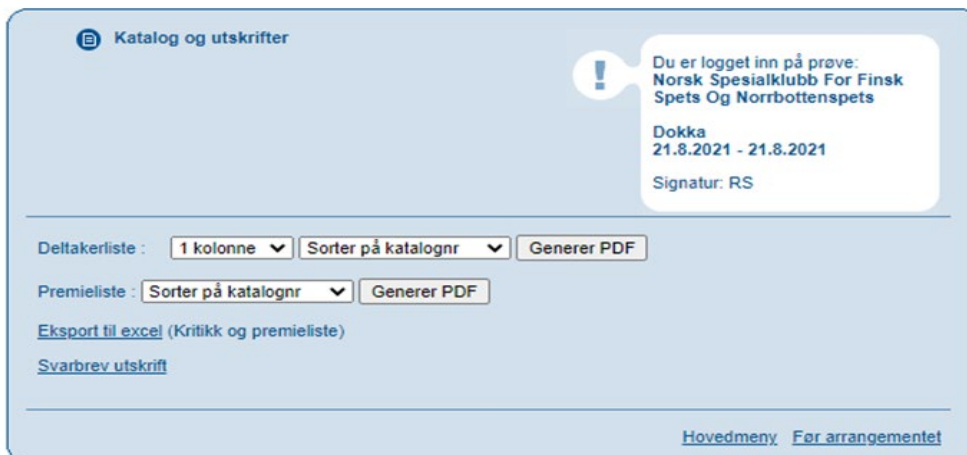 Katalog og utskrifter
Du er logget inn på prøve:
Norsk Spesialklubb For Finsk
Spets Og Norrbottenspets
Dokka
21.8.2021 - 21.8.2021
Signatur: RS
Deltakerliste : 1 kolonne Sorter på katalognr Generer PDF
Premieliste : Sorter på katalognr Generer PDF
Eksport til excel (Kritikk og premieliste)
Svarbrev utskrift
Hovedmeny Før arrangementet